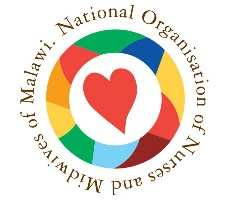 National Organisation of Nurses and Midwives of Malawi.